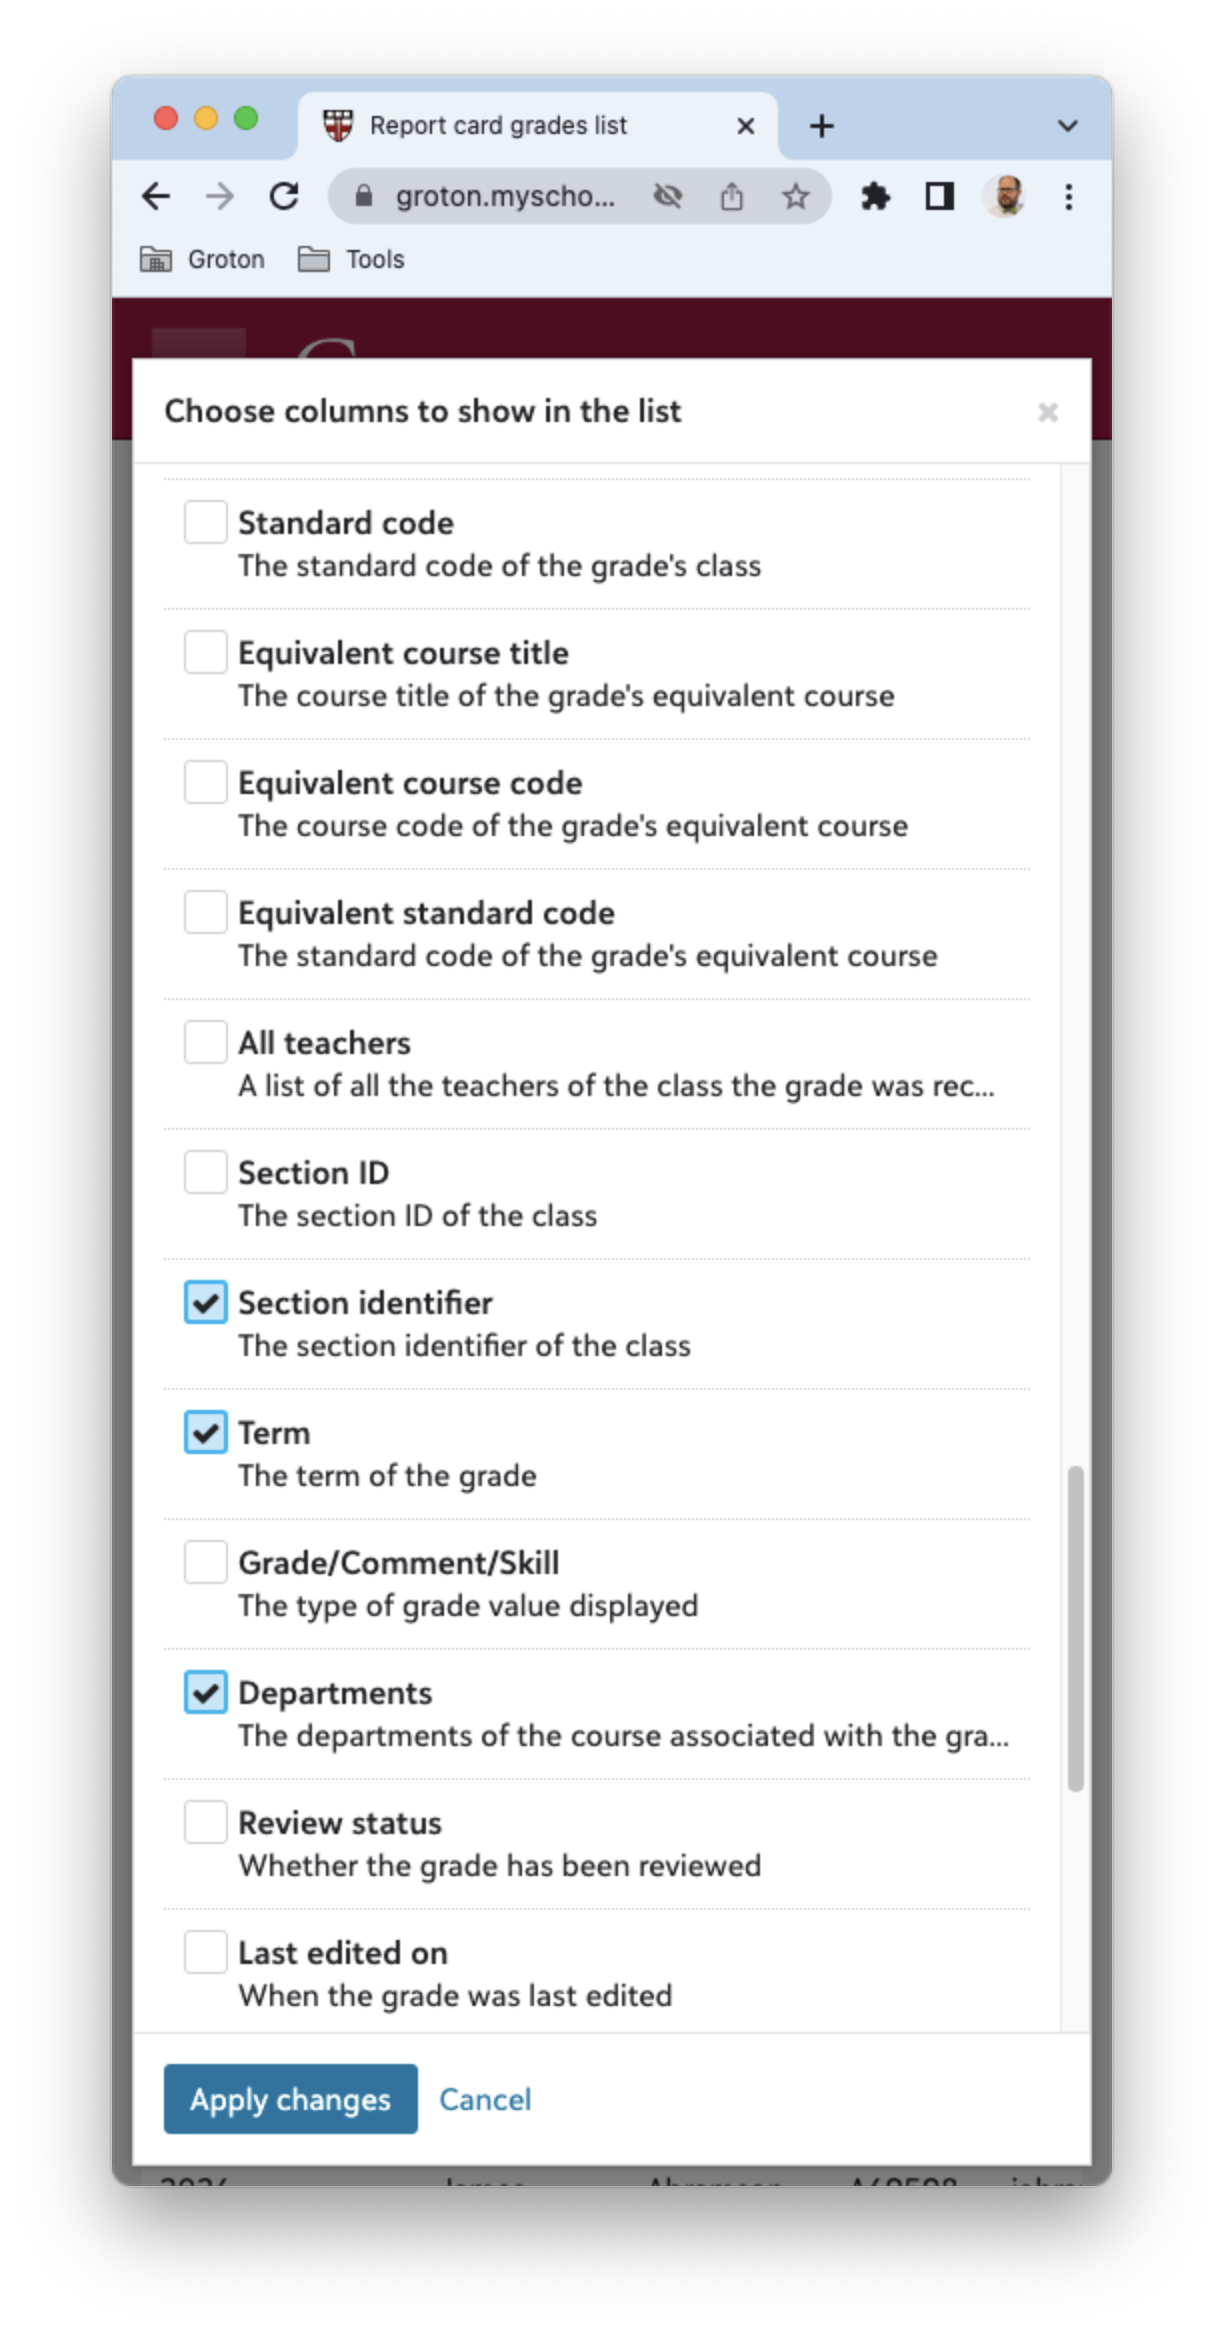 Report card grades list
groton.myscho...
Groton
Tools
Choose columns to show in the list
Standard code
The standard code of the grade's class
Equivalent course title
The course title of the grade's equivalent course
Equivalent course code
The course code of the grade's equivalent course
Equivalent standard code
The standard code of the grade's equivalent course
All teachers
A list of all the teachers of the class the grade was rec...
Section ID
The section ID of the class
Section identifier
The section identifier of the class
Term
The term of the grade
Grade/Comment/Skill
The type of grade value displayed
Departments
The departments of the course associated with the gra...
Review status
Whether the grade has been reviewed
Last edited on
When the grade was last edited
Apply changes
Cancel